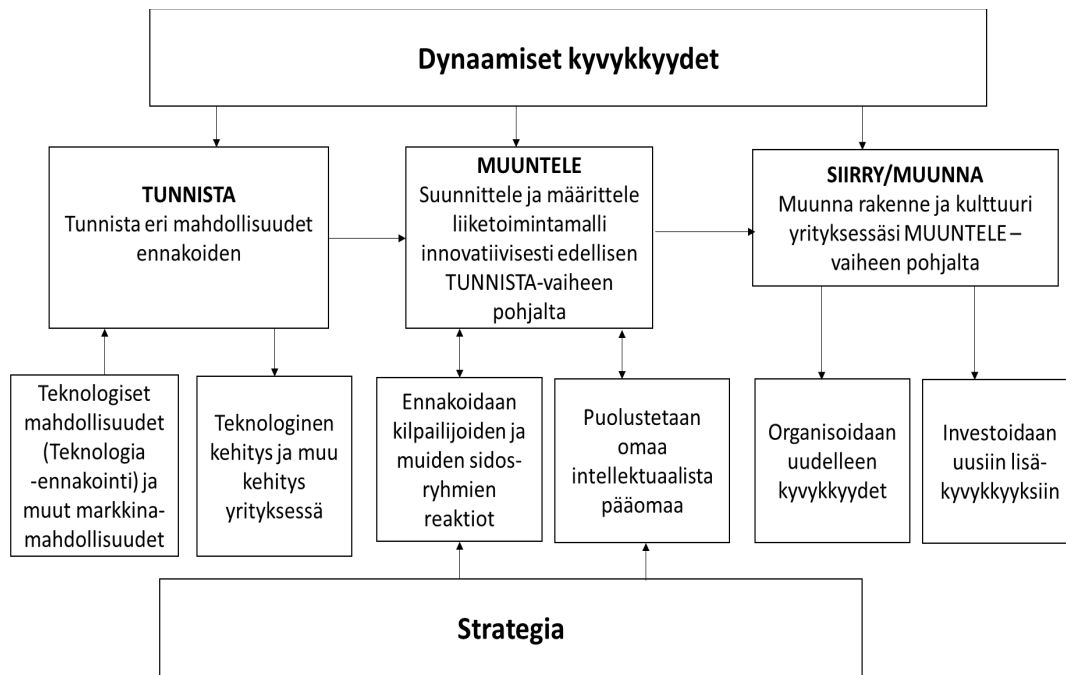 Dynaamiset kyvykkyydet
TUNNISTA
Tunnista eri mahdollisuudet
ennakoiden
MUUNTELE
Suunnittele ja määrittele
liiketoimintamalli
innovatiivisesti edellisen
TUNNISTA-vaiheen
pohjalta
SIIRRY/MUUNNA
Muunna rakenne ja kulttuuri
yrityksessäsi MUUNTELE –
vaiheen pohjalta
Teknologiset
mahdollisuudet
(Teknologia
-ennakointi) ja
muut markkina-
mahdollisuudet
Teknologinen
kehitys ja muu
kehitys
yrityksessä
Ennakoidaan
kilpailijoiden ja
muiden sidos-
ryhmien
reaktiot
Puolustetaan
omaa
intellektuaalista
pääomaa
Organisoidaan
uudelleen
kyvykkyydet
Investoidaan
uusiin lisä-
kyvykkyyksiin
Strategia